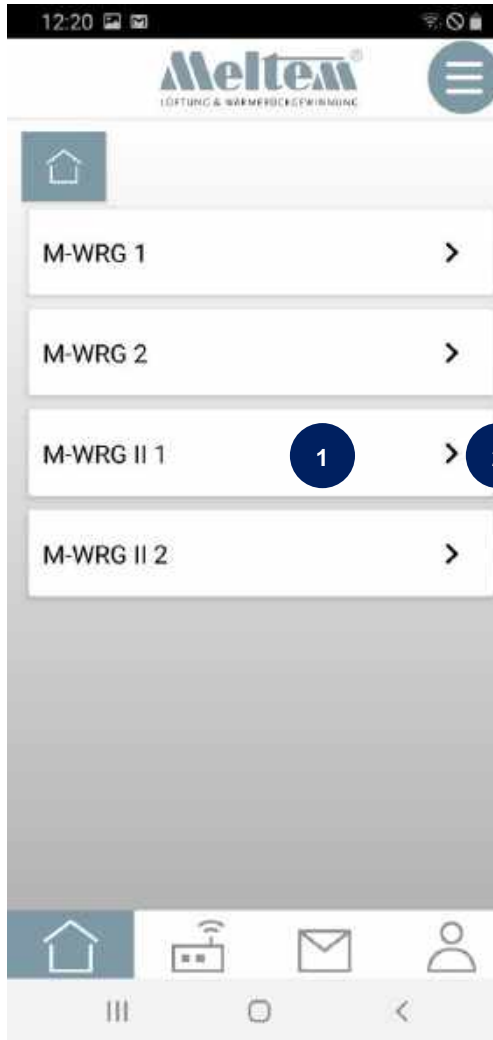 12:20
Meltem®
LÜFTUNG & WÄRMERÜCKGEWINNUNG
M-WRG 1
M-WRG 2
M-WRG II 1
1
M-WRG II 2